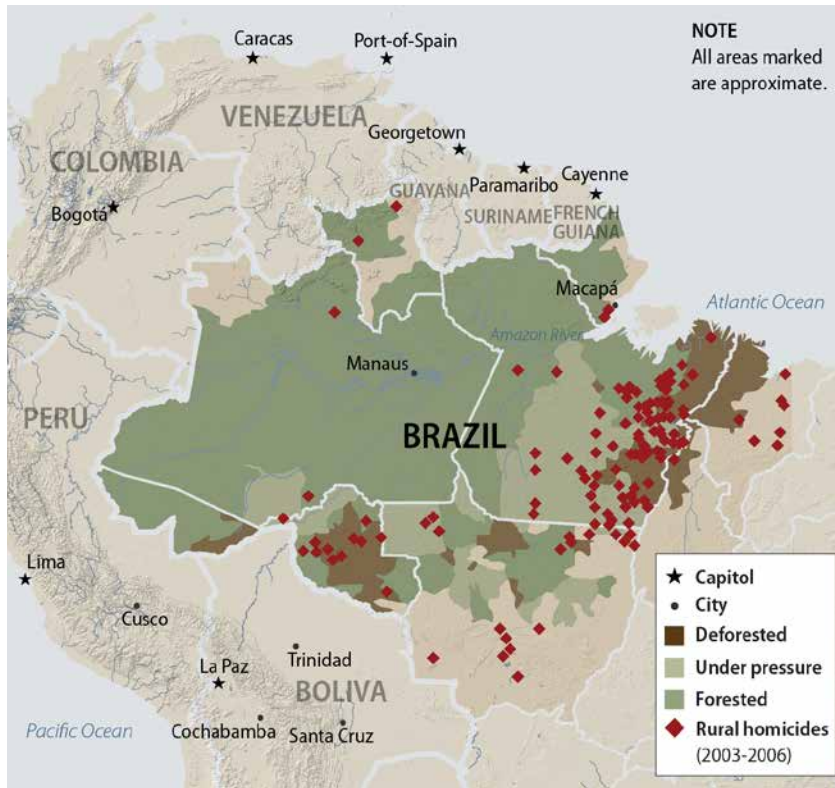 NOTE
All areas marked
are approximate.
Caracas
Port-of-Spain
VENEZUELA
Georgetown
COLOMBIA
Paramaribo
Cayenne
Bogotá
GUAYANA
SURINAME
FRENCH
GUIANA
Macapá
Atlantic Ocean
Amazon River
Manaus
PERU
BRAZIL
Lima
Cusco
La Paz
Trinidad
BOLIVA
Pacific Ocean
Cochabamba
Santa Cruz
Capitol
City
Deforested
Under pressure
Forested
Rural homicides
(2003-2006)